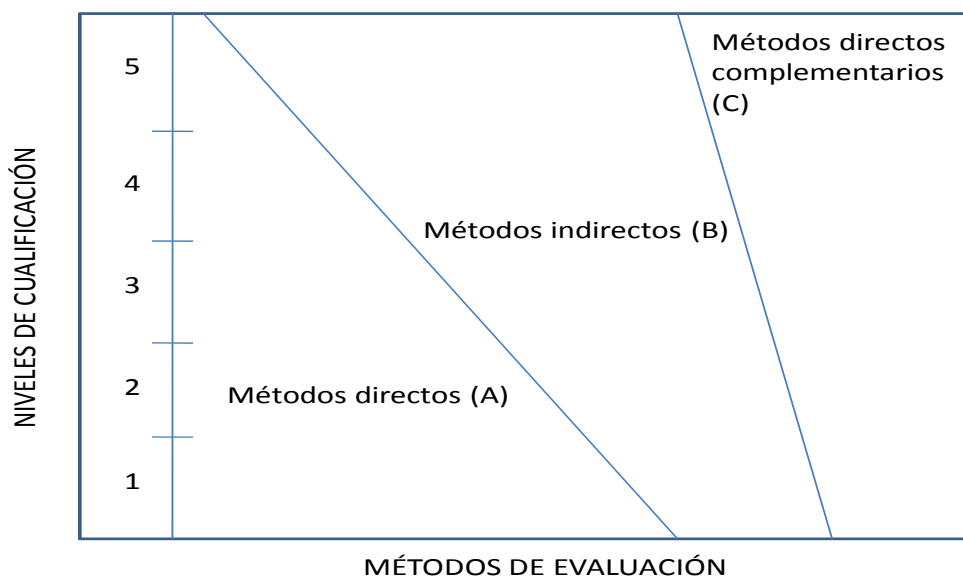 NIVELES DE CUALIFICACIÓN
5
4
3
2
1
Métodos directos (A)
Métodos indirectos (B)
Métodos directos
complementarios
(C)
MÉTODOS DE EVALUACIÓN